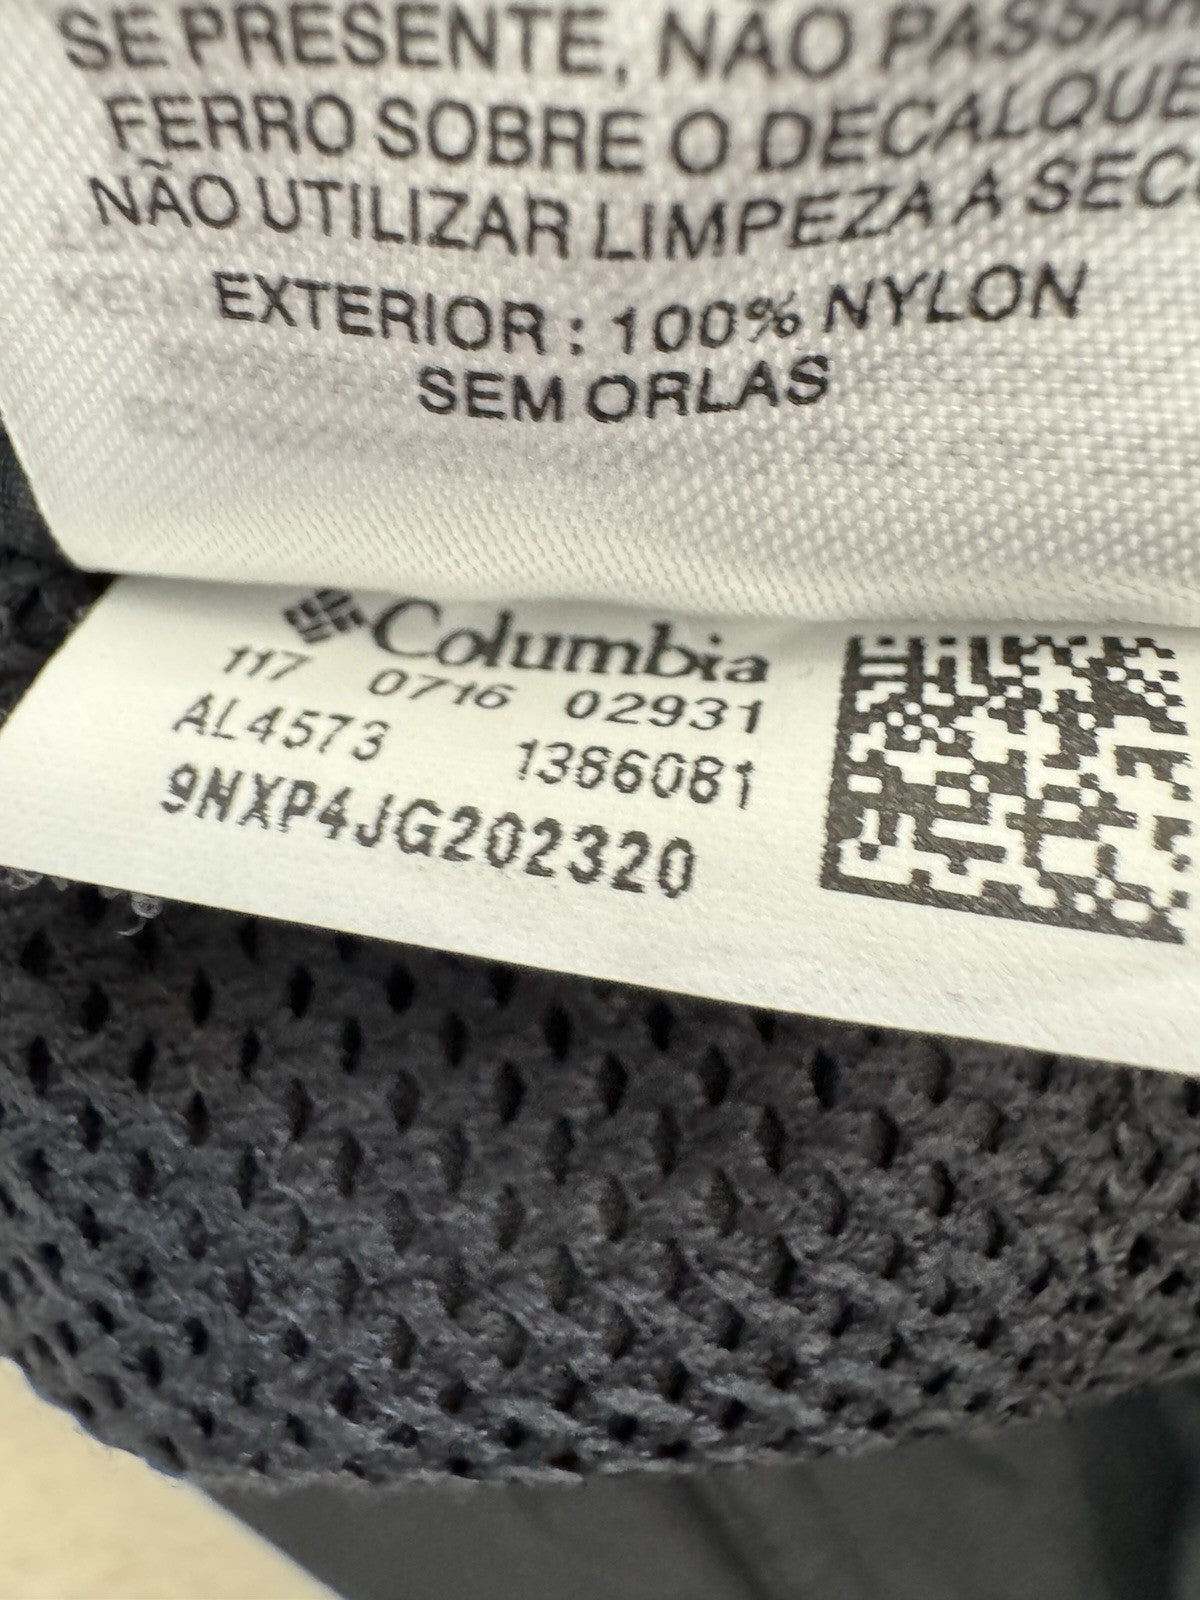 SE PRESENTE, NÃO PASSAR
FERRO SOBRE O DECALQUE
NÃO UTILIZAR LIMPEZA A SEC
EXTERIOR : 100% NYLON
SEM ORLAS
Columbia
117 0716 02931
AL4573 1386081
9NXP4JG202320